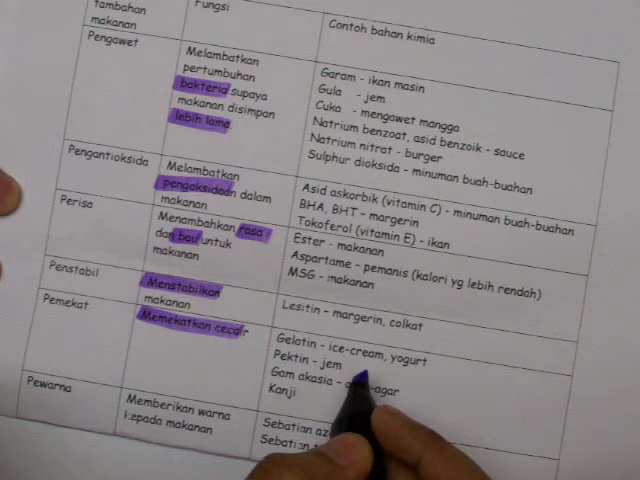 tambahan
makanan
Fungsi
Contoh bahan kimia
Pengawet
Melambatkan
pertumbuhan
bakteria supaya
makanan disimpan
lebih lama.
Garam - ikan masin
Gula - jem
Cuka - mengawet mangga
Natrium benzoat, asid benzoik - sauce
Natrium nitrat - burger
Sulphur dioksida - minuman buah-buahan
Pengantioksida
Melambatkan
pengoksidaan dalam
makanan
Asid askorbik (vitamin C) - minuman buah-buahan
BHA, BHT - margerin
Tokoferol (vitamin E) - ikan
Perisa
Menambahkan rasa
dan bau untuk
makanan
Ester - makanan
Aspartame - pemanis (kalori yg lebih rendah)
MSG - makanan
Penstabil
Menstabilkan
makanan
Lesitin - margerin, colkat
Pemekat
Memekatkan cecair
Gelatin - ice-cream, yogurt
Pektin - jem
Gam akasia - agar
Kanji
Pewarna
Memberikan warna
kepada makanan
Sebatian
Sebatian